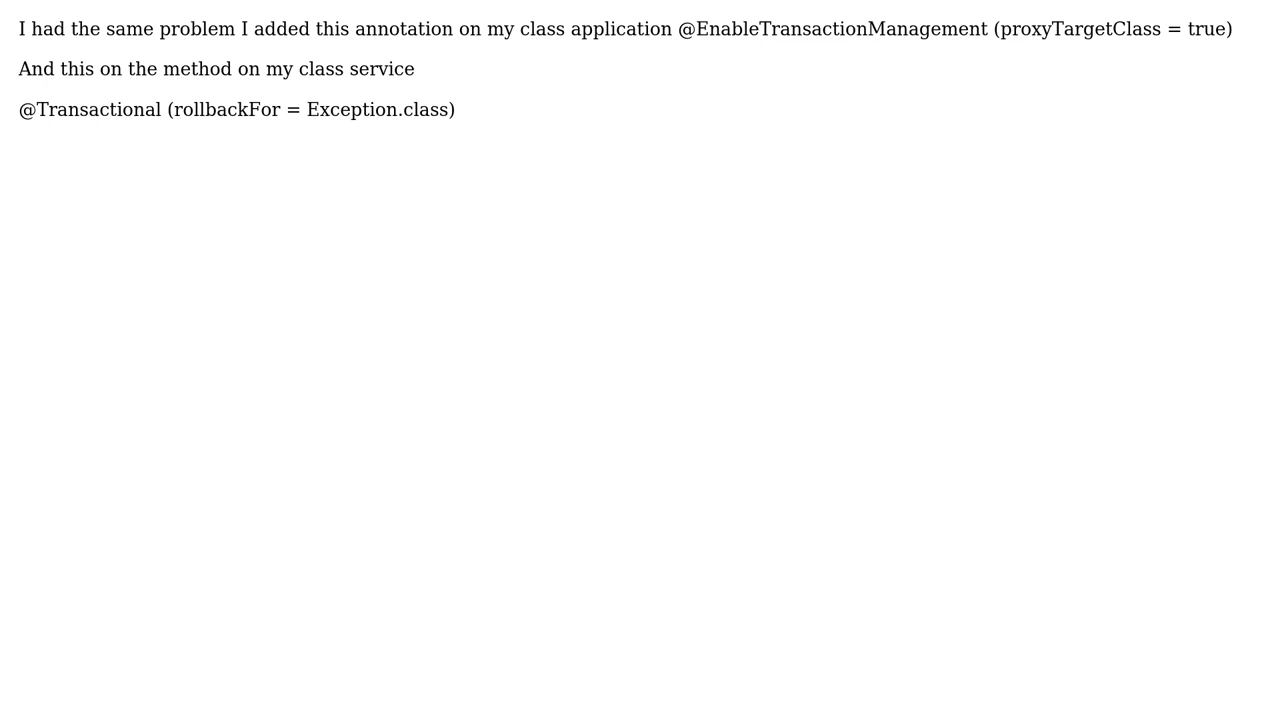 I had the same problem I added this annotation on my class application @EnableTransactionManagement (proxyTargetClass = true)
And this on the method on my class service
@Transactional (rollbackFor = Exception.class)